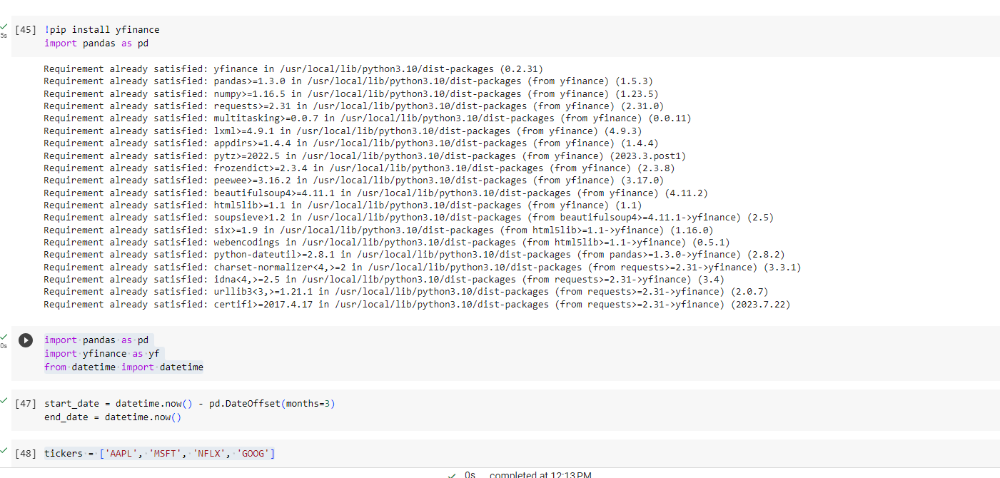 [45] !pip install yfinance
5s
import pandas as pd
Requirement already satisfied: yfinance in /usr/local/lib/python3.10/dist-packages (0.2.31)
Requirement already satisfied: pandas>=1.3.0 in /usr/local/lib/python3.10/dist-packages (from yfinance) (1.5.3)
Requirement already satisfied: numpy>=1.16.5 in /usr/local/lib/python3.10/dist-packages (from yfinance) (1.23.5)
Requirement already satisfied: requests>=2.31 in /usr/local/lib/python3.10/dist-packages (from yfinance) (2.31.0)
Requirement already satisfied: multitasking>=0.0.7 in /usr/local/lib/python3.10/dist-packages (from yfinance) (0.0.11)
Requirement already satisfied: lxml>=4.9.1 in /usr/local/lib/python3.10/dist-packages (from yfinance) (4.9.3)
Requirement already satisfied: appdirs>=1.4.4 in /usr/local/lib/python3.10/dist-packages (from yfinance) (1.4.4)
Requirement already satisfied: pytz>=2022.5 in /usr/local/lib/python3.10/dist-packages (from yfinance) (2023.3.post1)
Requirement already satisfied: frozendict>=2.3.4 in /usr/local/lib/python3.10/dist-packages (from yfinance) (2.3.8)
Requirement already satisfied: peewee>=3.16.2 in /usr/local/lib/python3.10/dist-packages (from yfinance) (3.17.0)
Requirement already satisfied: beautifulsoup4>=4.11.1 in /usr/local/lib/python3.10/dist-packages (from yfinance) (4.11.2)
Requirement already satisfied: html5lib>=1.1 in /usr/local/lib/python3.10/dist-packages (from yfinance) (1.1)
Requirement already satisfied: soupsieve>1.2 in /usr/local/lib/python3.10/dist-packages (from beautifulsoup4>=4.11.1->yfinance) (2.5)
Requirement already satisfied: six>=1.9 in /usr/local/lib/python3.10/dist-packages (from html5lib>=1.1->yfinance) (1.16.0)
Requirement already satisfied: webencodings in /usr/local/lib/python3.10/dist-packages (from html5lib>=1.1->yfinance) (0.5.1)
Requirement already satisfied: python-dateutil>=2.8.1 in /usr/local/lib/python3.10/dist-packages (from pandas>=1.3.0->yfinance) (2.8.2)
Requirement already satisfied: charset-normalizer<4,>=2 in /usr/local/lib/python3.10/dist-packages (from requests>=2.31->yfinance) (3.3.1)
Requirement already satisfied: idna<4,>=2.5 in /usr/local/lib/python3.10/dist-packages (from requests>=2.31->yfinance) (3.4)
Requirement already satisfied: urllib3<3,>=1.21.1 in /usr/local/lib/python3.10/dist-packages (from requests>=2.31->yfinance) (2.0.7)
Requirement already satisfied: certifi>=2017.4.17 in /usr/local/lib/python3.10/dist-packages (from requests>=2.31->yfinance) (2023.7.22)
import pandas as pd
0s
import yfinance as yf
from datetime import datetime
[47] start_date = datetime.now() - pd.DateOffset(months=3)
end_date = datetime.now()
[48] tickers = ['AAPL', 'MSFT', 'NFLX', 'GOOG']
0s completed at 12:13 PM